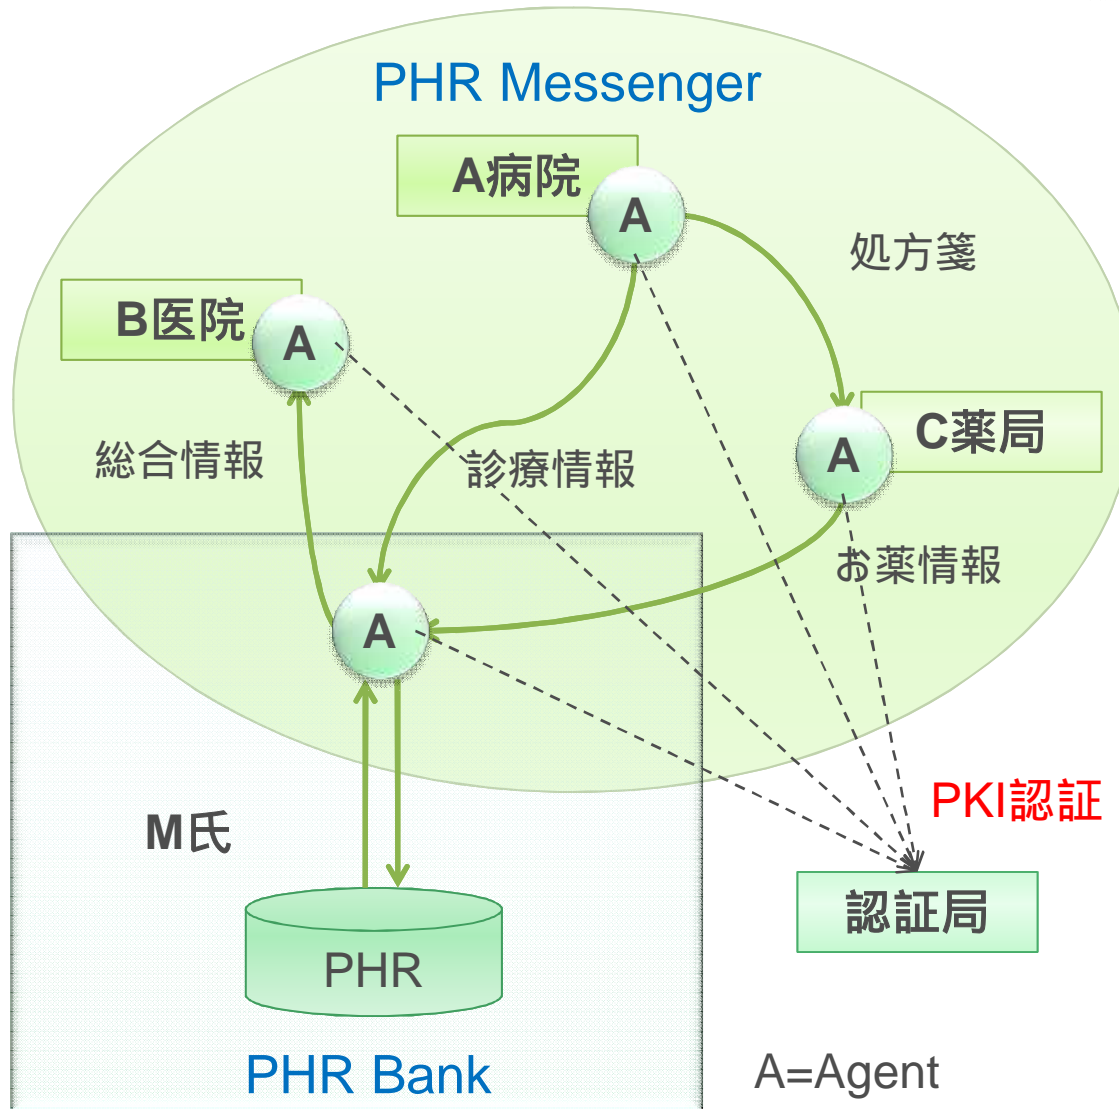 PHR Messenger
A病院
A
処方箋
B医院
A
C薬局
A
総合情報
診療情報
お薬情報
A
PKI認証
M氏
認証局
PHR
PHR Bank
A=Agent